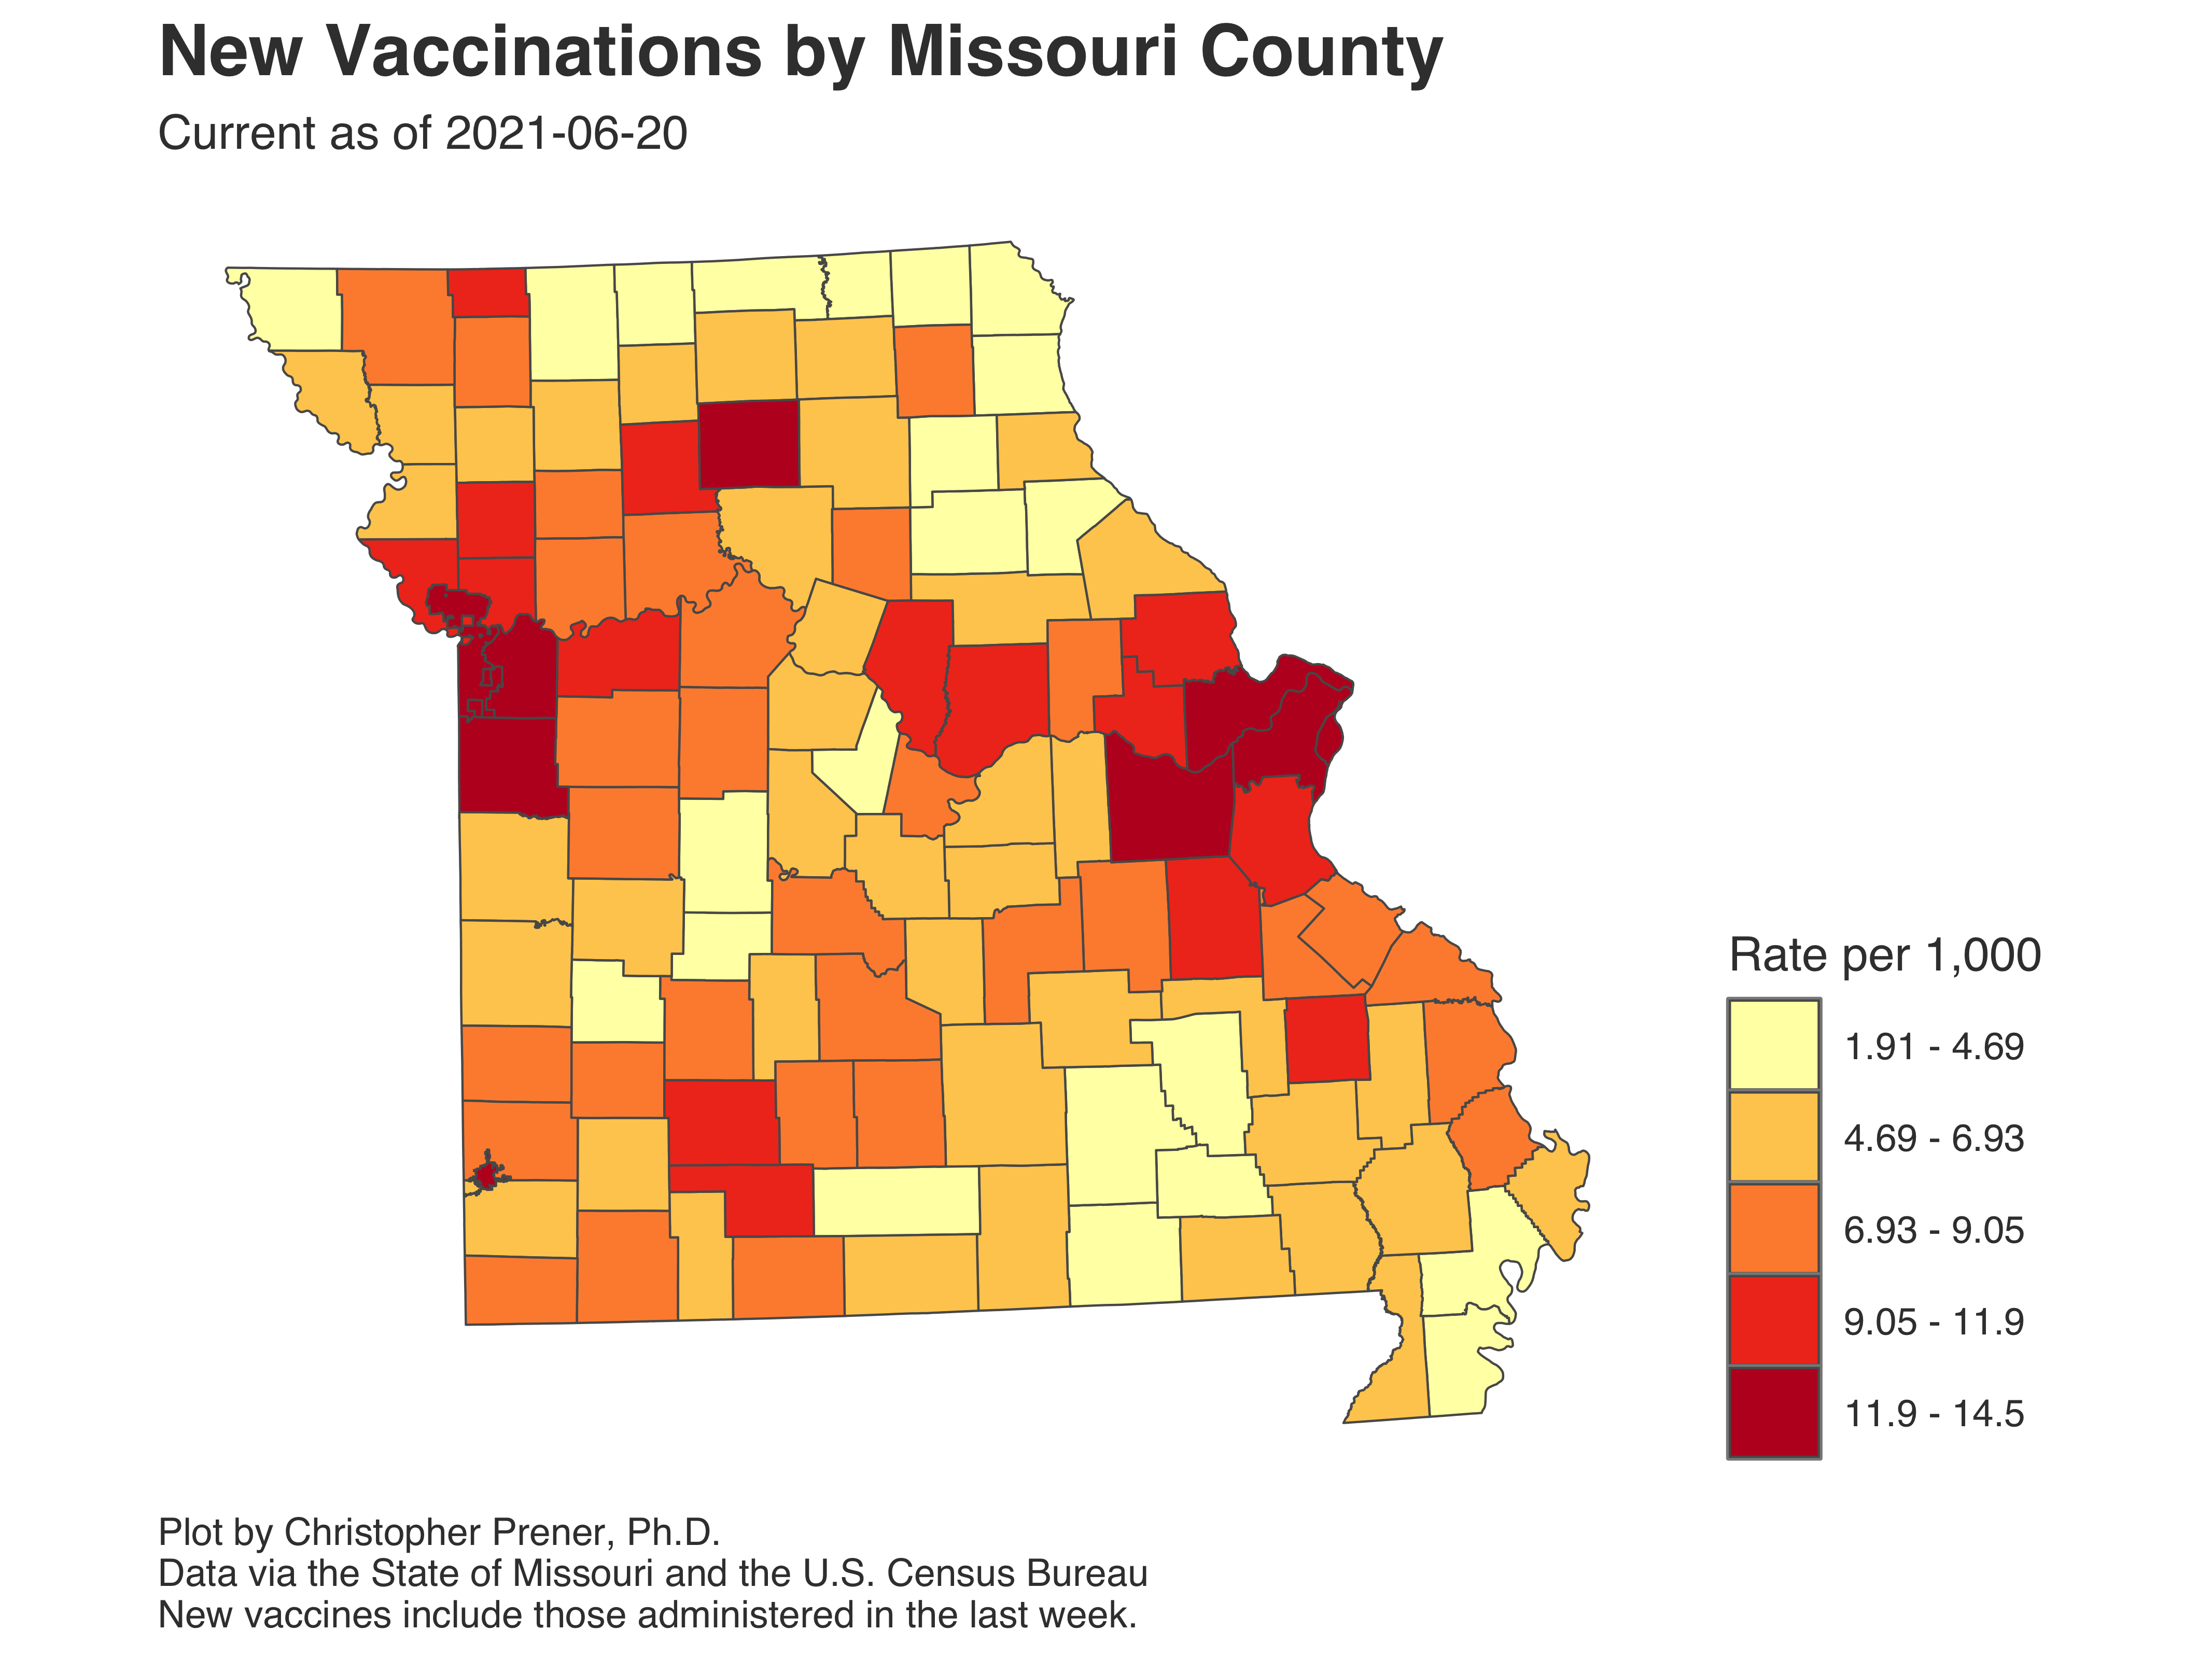 New Vaccinations by Missouri County
Current as of 2021-06-20
Rate per 1,000
1.91 - 4.69
4.69 - 6.93
6.93 - 9.05
9.05 - 11.9
11.9 - 14.5
Plot by Christopher Prener, Ph.D.
Data via the State of Missouri and the U.S. Census Bureau
New vaccines include those administered in the last week.